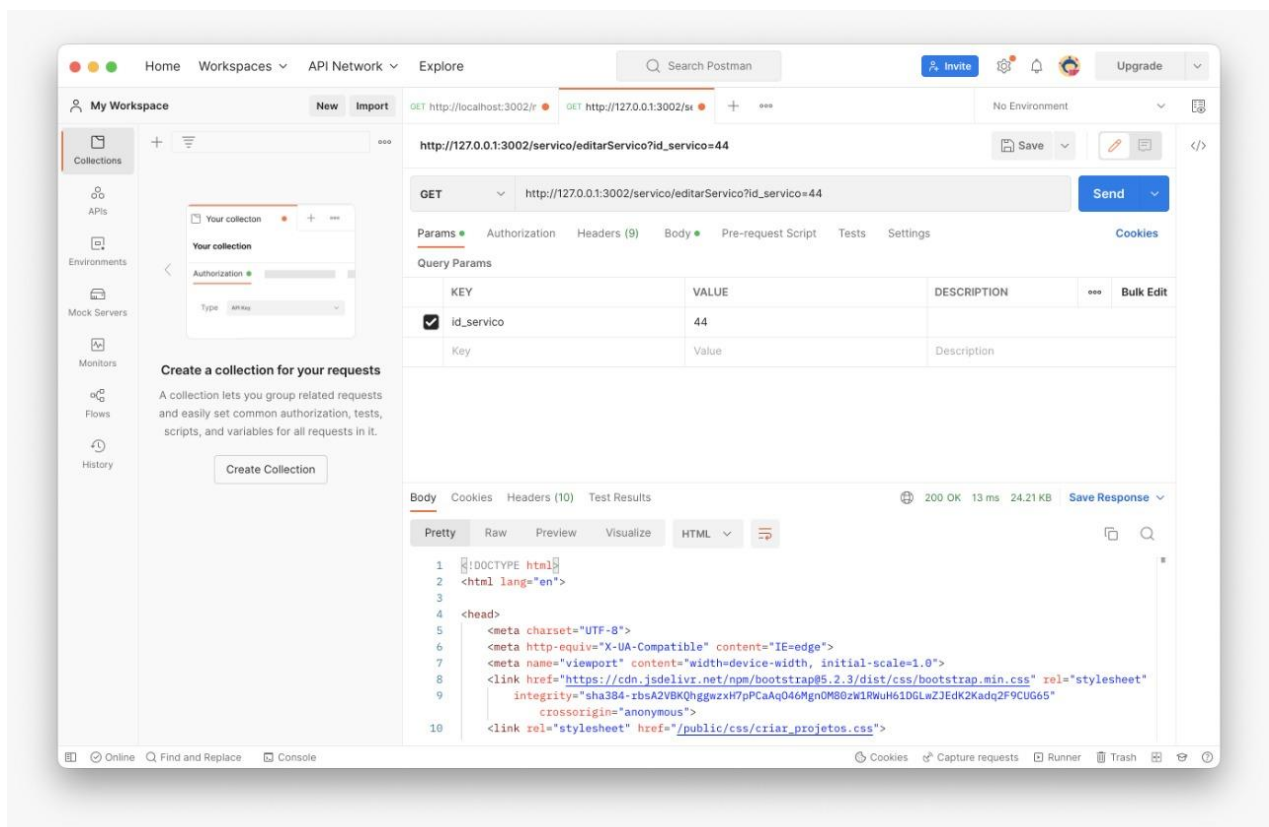 Home Workspaces API Network Explore Search Postman Invite Upgrade
My Workspace New Import GET http://localhost:3002/r GET http://127.0.0.1:3002/se No Environment
Collections
APIs
Environments
Mock Servers
Monitors
Flows
History
Your collecton
Your collection
Authorization
Type API Key
Create a collection for your requests
A collection lets you group related requests
and easily set common authorization, tests,
scripts, and variables for all requests in it.
Create Collection
http://127.0.0.1:3002/servico/editarServico?id_servico=44 Save </>
GET http://127.0.0.1:3002/servico/editarServico?id_servico=44 Send
Params Authorization Headers (9) Body Pre-request Script Tests Settings Cookies
Query Params
KEY VALUE DESCRIPTION Bulk Edit
id_servico 44
Key Value Description
Body Cookies Headers (10) Test Results 200 OK 13 ms 24.21 KB Save Response
Pretty Raw Preview Visualize HTML
1 <!DOCTYPE html>
2 <html lang="en">
3
4 <head>
5 <meta charset="UTF-8">
6 <meta http-equiv="X-UA-Compatible" content="IE=edge">
7 <meta name="viewport" content="width=device-width, initial-scale=1.0">
8 <link href="https://cdn.jsdelivr.net/npm/bootstrap@5.2.3/dist/css/bootstrap.min.css" rel="stylesheet"
9 integrity="sha384-rbsA2VBKQhggwzxH7pPCaAqO46MgnOM80zW1RWuH61DGLwZJEdK2Kadq2F9CUG65"
crossorigin="anonymous">
10 <link rel="stylesheet" href="/public/css/criar_projetos.css">
Online Find and Replace Console Cookies Capture requests Runner Trash